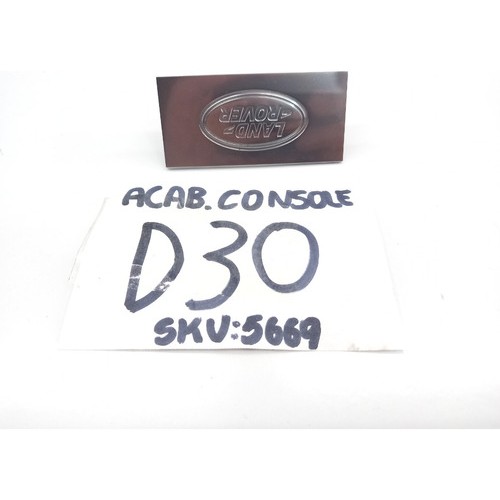 LAND-
-ROVER
ACAB.CONSOLE
D30
SKU:5669